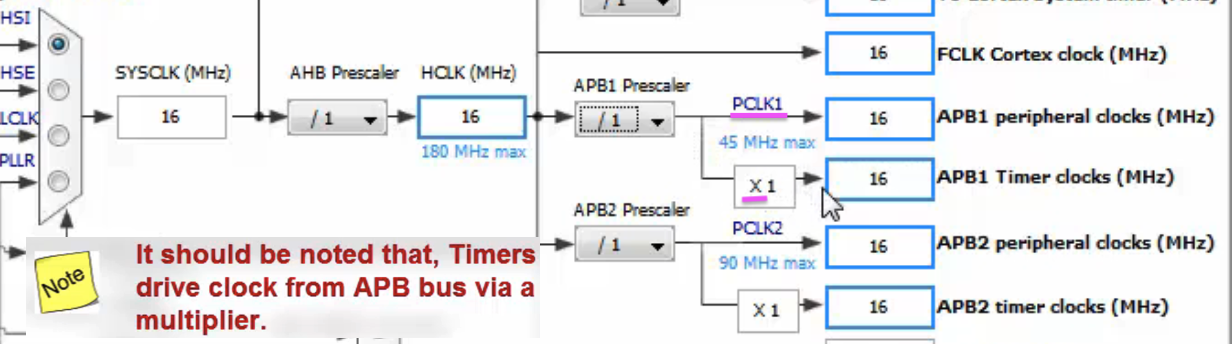 HSI
HSE
LCLK
PLLR
SYSCLK (MHz)
16
AHB Prescaler
/ 1
HCLK (MHz)
16
180 MHz max
/ 1
16
FCLK Cortex clock (MHz)
APB1 Prescaler
/ 1
PCLK1
45 MHz max
16
APB1 peripheral clocks (MHz)
X 1
16
APB1 Timer clocks (MHz)
APB2 Prescaler
/ 1
PCLK2
90 MHz max
16
APB2 peripheral clocks (MHz)
X 1
16
APB2 timer clocks (MHz)
Note
It should be noted that, Timers
drive clock from APB bus via a
multiplier.